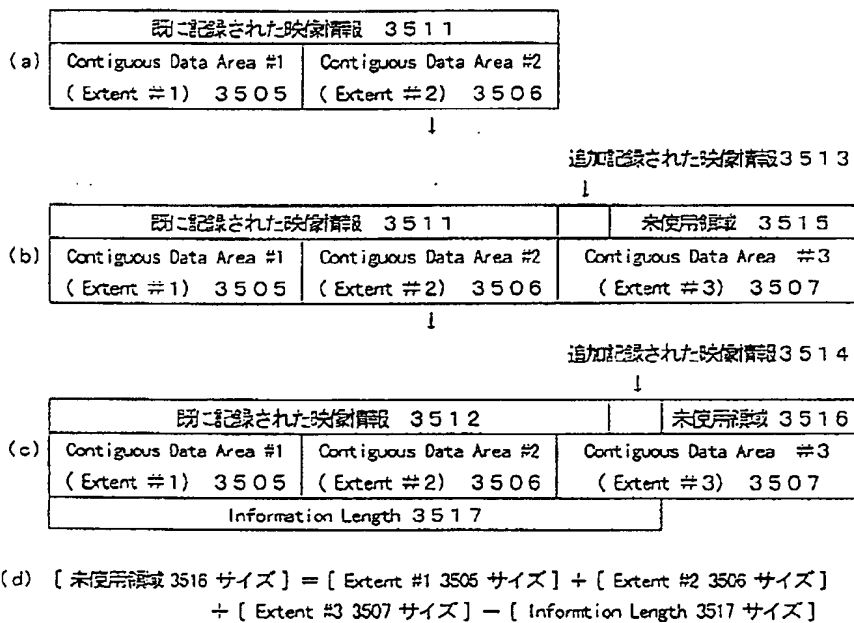 既に記録された映像情報 3511
(a) Contiguous Data Area #1 Contiguous Data Area #2
(Extent #1) 3505 (Extent #2) 3506
↓
追加記録された映像情報3513
↓
既に記録された映像情報 3511 未使用領域 3515
(b) Contiguous Data Area #1 Contiguous Data Area #2 Contiguous Data Area #3
(Extent #1) 3505 (Extent #2) 3506 (Extent #3) 3507
↓
追加記録された映像情報3514
↓
既に記録された映像情報 3512 未使用領域 3516
(c) Contiguous Data Area #1 Contiguous Data Area #2 Contiguous Data Area #3
(Extent #1) 3505 (Extent #2) 3506 (Extent #3) 3507
Information Length 3517
(d) [未使用領域 3516 サイズ] = [Extent #1 3505 サイズ] + [Extent #2 3506 サイズ]
+ [Extent #3 3507 サイズ] − [Informtion Length 3517 サイズ]